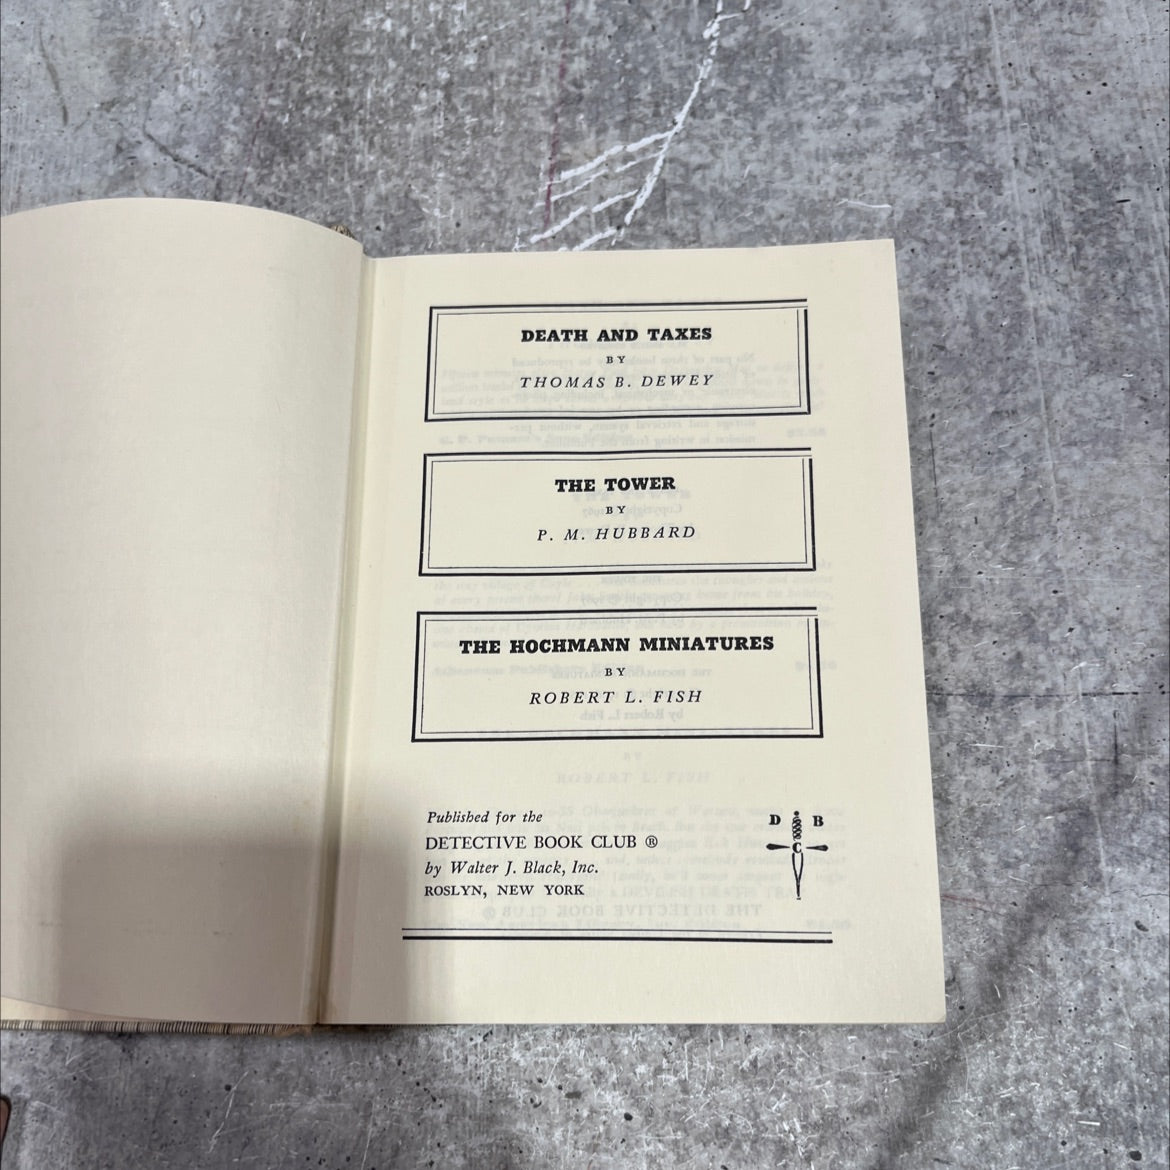 DEATH AND TAXES
BY
THOMAS B. DEWEY
THE TOWER
BY
P. M. HUBBARD
THE HOCHMANN MINIATURES
BY
ROBERT L. FISH
Published for the
DETECTIVE BOOK CLUB ®
by Walter J. Black, Inc.
ROSLYN, NEW YORK
D B
C